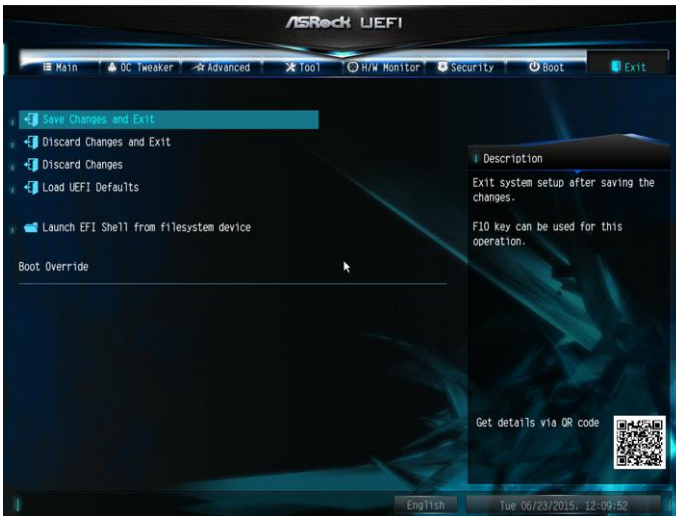 ASRock UEFI
Main OC Tweaker Advanced Tool H/W Monitor Security Boot Exit
Save Changes and Exit
Discard Changes and Exit
Discard Changes
Load UEFI Defaults
Launch EFI Shell from filesystem device
Boot Override
Description
Exit system setup after saving the
changes.
F10 key can be used for this
operation.
Get details via QR code
English
Tue 06/23/2015. 12:09:52